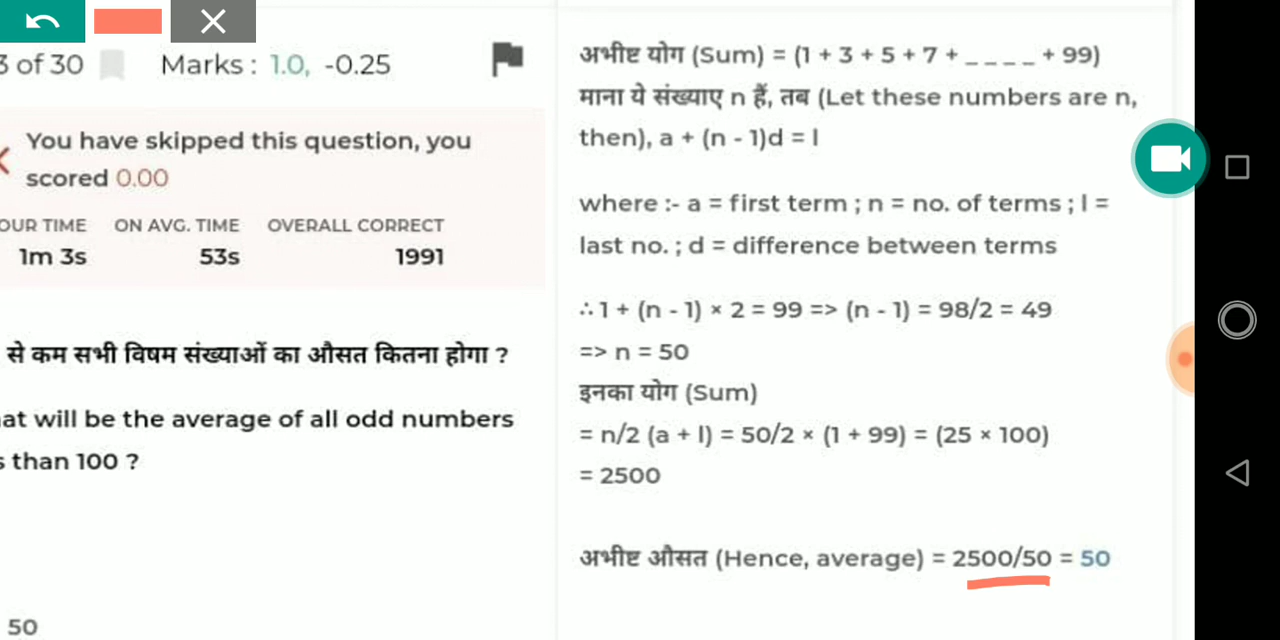 3 of 30
Marks : 1.0, -0.25
You have skipped this question, you
scored 0.00
OUR TIME ON AVG. TIME OVERALL CORRECT
1m 3s 53s 1991
से कम सभी विषम संख्याओं का औसत कितना होगा ?
at will be the average of all odd numbers
s than 100 ?
50
अभीष्ट योग (Sum) = (1 + 3 + 5 + 7 + _ _ _ _ + 99)
माना ये संख्याए n हैं, तब (Let these numbers are n,
then), a + (n - 1)d = l
where :- a = first term ; n = no. of terms ; l =
last no. ; d = difference between terms
∴ 1 + (n - 1) × 2 = 99 => (n - 1) = 98/2 = 49
=> n = 50
इनका योग (Sum)
= n/2 (a + l) = 50/2 × (1 + 99) = (25 × 100)
= 2500
अभीष्ट औसत (Hence, average) = 2500/50 = 50